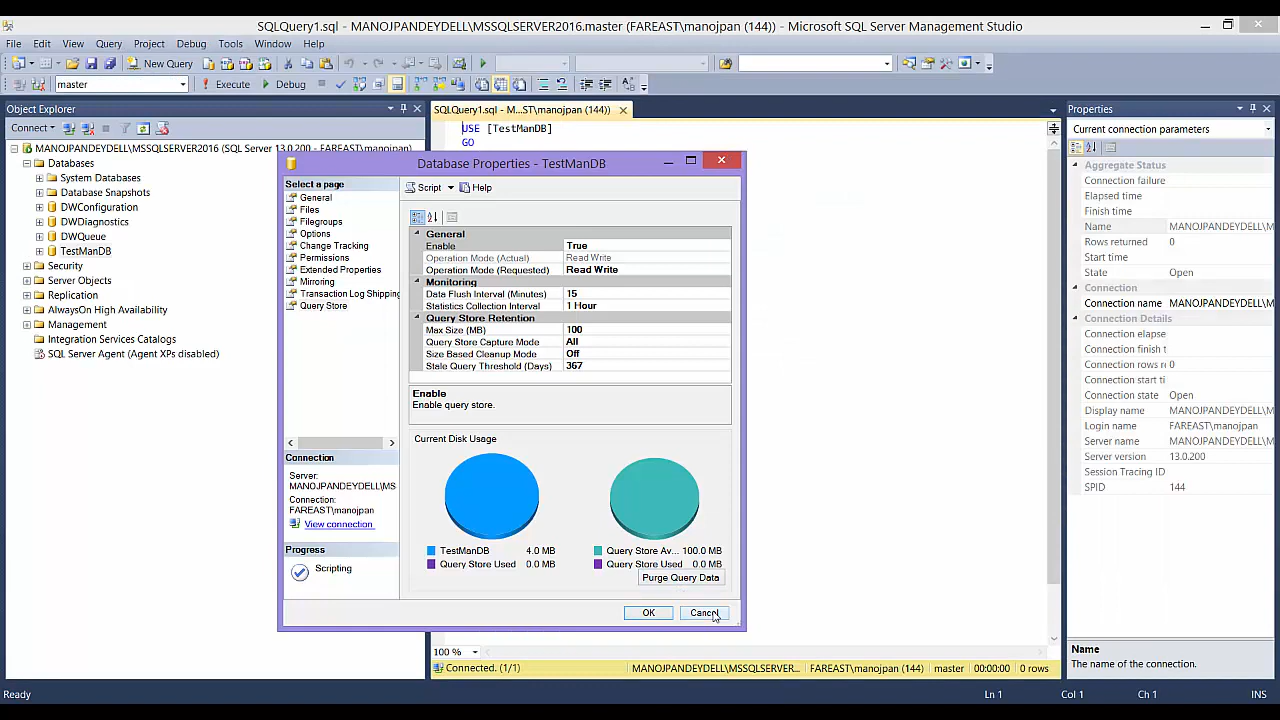 SQLQuery1.sql - MANOJPANDEYDELL\MSSQLSERVER2016.master (FAREAST\manojpan (144)) - Microsoft SQL Server Management Studio
File Edit View Query Project Debug Tools Window Help
New Query
master Execute Debug
Object Explorer
Connect
MANOJPANDEYDELL\MSSQLSERVER2016 (SQL Server 13.0.200 - FAREAST\manojpan)
Databases
System Databases
Database Snapshots
DWConfiguration
DWDiagnostics
DWQueue
TestManDB
Security
Server Objects
Replication
AlwaysOn High Availability
Management
Integration Services Catalogs
SQL Server Agent (Agent XPs disabled)
SQLQuery1.sql - M...ST\manojpan (144))
USE [TestManDB]
GO
Database Properties - TestManDB
Select a page
General
Files
Filegroups
Options
Change Tracking
Permissions
Extended Properties
Mirroring
Transaction Log Shipping
Query Store
Connection
Server:
MANOJPANDEYDELL\MS
Connection:
FAREAST\manojpan
View connection
Progress
Scripting
Script Help
General
Enable True
Operation Mode (Actual) Read Write
Operation Mode (Requested) Read Write
Monitoring
Data Flush Interval (Minutes) 15
Statistics Collection Interval 1 Hour
Query Store Retention
Max Size (MB) 100
Query Store Capture Mode All
Size Based Cleanup Mode Off
Stale Query Threshold (Days) 367
Enable
Enable query store.
Current Disk Usage
TestManDB 4.0 MB
Query Store Used 0.0 MB
Query Store Av... 100.0 MB
Query Store Used 0.0 MB
Purge Query Data
OK Cancel
100 %
Connected. (1/1) MANOJPANDEYDELL\MSSQLSERVER... FAREAST\manojpan (144) master 00:00:00 0 rows
Properties
Current connection parameters
Aggregate Status
Connection failure
Elapsed time
Finish time
Name MANOJPANDEYDELL\M
Rows returned 0
Start time
State Open
Connection
Connection name MANOJPANDEYDELL\M
Connection Details
Connection elapse
Connection finish t
Connection rows r 0
Connection start ti
Connection state Open
Display name MANOJPANDEYDELL\M
Login name FAREAST\manojpan
Server name MANOJPANDEYDELL\M
Server version 13.0.200
Session Tracing ID
SPID 144
Name
The name of the connection.
Ready Ln 1 Col 1 Ch 1 INS